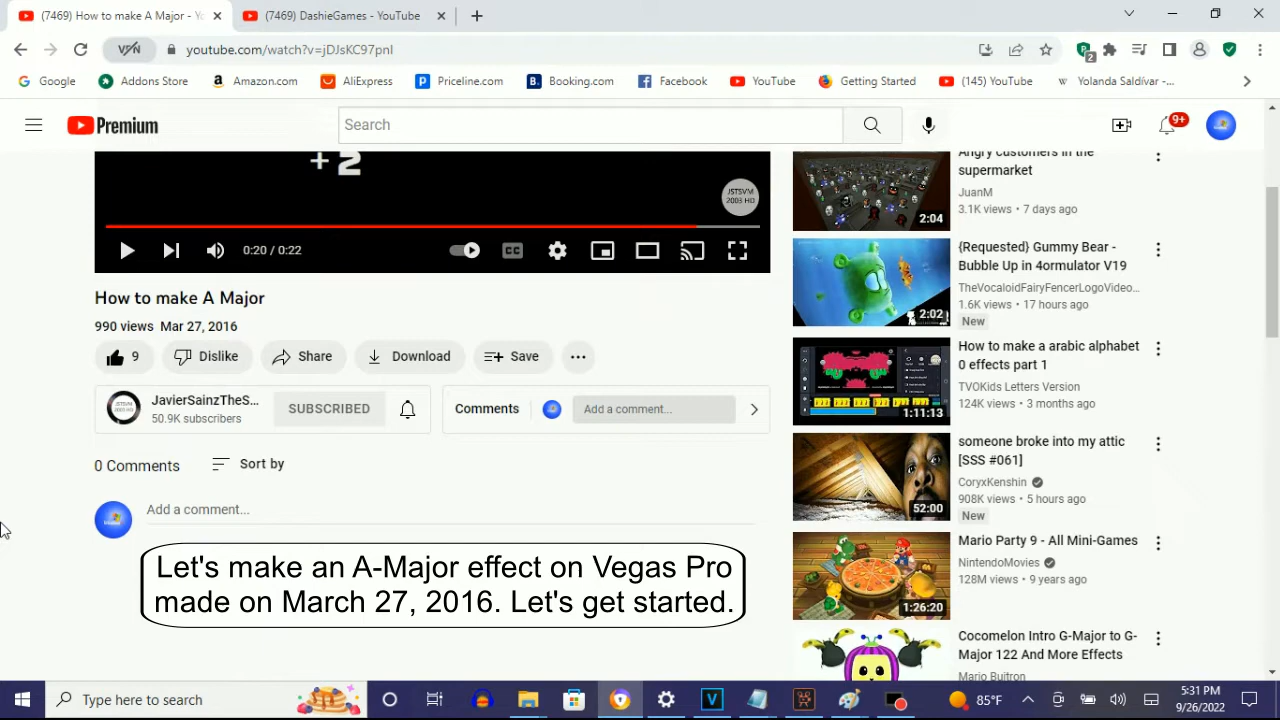 (7469) How to make A Major - Yo
(7469) DashieGames - YouTube
VPN
youtube.com/watch?v=jDJsKC97pnI
2
Google
Addons Store
Amazon.com
AliExpress
Priceline.com
Booking.com
Facebook
YouTube
Getting Started
(145) YouTube
Yolanda Saldívar -...
Premium
Search
9+
+ N
JSTSVM
2003 HD
0:20 / 0:22
CC
How to make A Major
990 views Mar 27, 2016
9
Dislike
Share
Download
Save
JavierSainzTheS...
50.9K subscribers
SUBSCRIBED
Comments
Add a comment...
0 Comments
Sort by
Add a comment...
Let's make an A-Major effect on Vegas Pro
made on March 27, 2016. Let's get started.
Angry customers in the
supermarket
JuanM
3.1K views • 7 days ago
2:04
{Requested} Gummy Bear -
Bubble Up in 4ormulator V19
TheVocaloidFairyFencerLogoVideo...
1.6K views • 17 hours ago
New
2:02
How to make a arabic alphabet
0 effects part 1
TVOKids Letters Version
124K views • 3 months ago
1:11:13
someone broke into my attic
[SSS #061]
CoryxKenshin
908K views • 5 hours ago
New
52:00
Mario Party 9 - All Mini-Games
NintendoMovies
128M views • 9 years ago
1:26:20
Cocomelon Intro G-Major to G-
Major 122 And More Effects
Mario Buitron
Type here to search
85°F
5:31 PM
9/26/2022